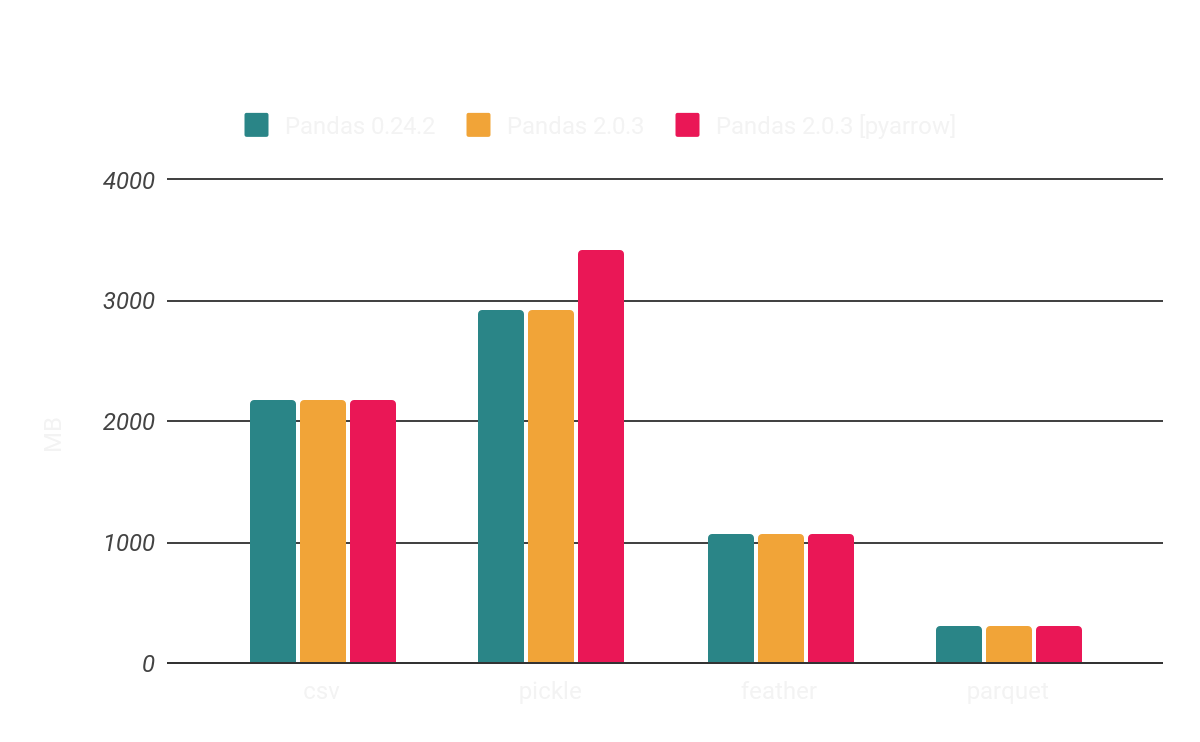 Pandas 0.24.2 Pandas 2.0.3 Pandas 2.0.3 [pyarrow]
4000
3000
2000
1000
0
MB
csv pickle feather parquet